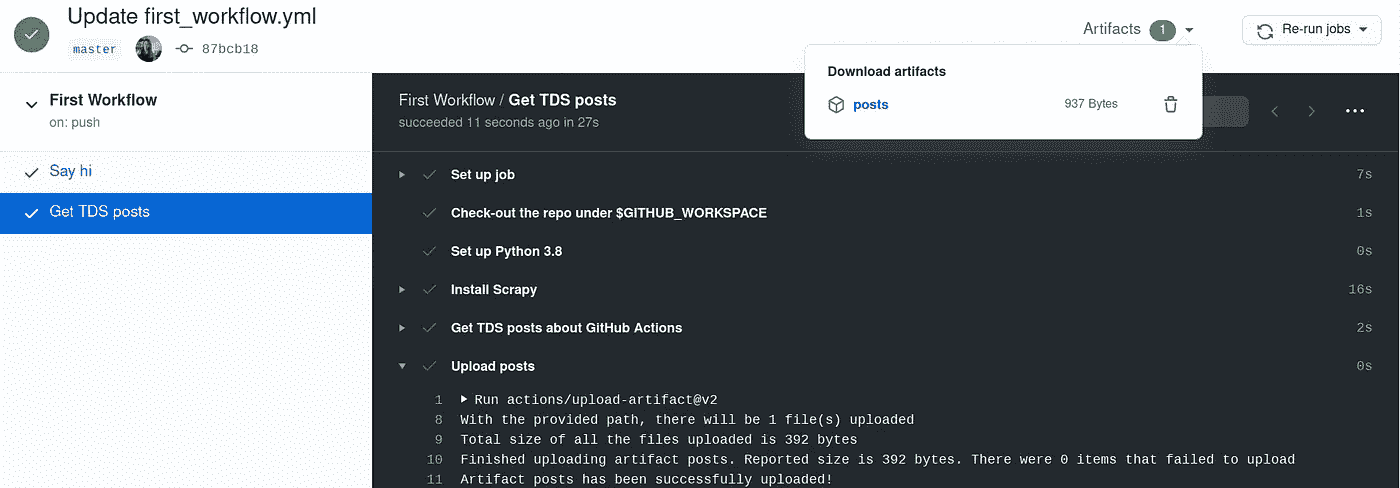 Update first_workflow.yml
master 87bcb18
Artifacts 1
Re-run jobs
Download artifacts
posts 937 Bytes
First Workflow
on: push
Say hi
Get TDS posts
First Workflow / Get TDS posts
succeeded 11 seconds ago in 27s
Set up job 7s
Check-out the repo under $GITHUB_WORKSPACE 1s
Set up Python 3.8 0s
Install Scrapy 16s
Get TDS posts about GitHub Actions 2s
Upload posts 0s
1 Run actions/upload-artifact@v2
8 With the provided path, there will be 1 file(s) uploaded
9 Total size of all the files uploaded is 392 bytes
10 Finished uploading artifact posts. Reported size is 392 bytes. There were 0 items that failed to upload
11 Artifact posts has been successfully uploaded!